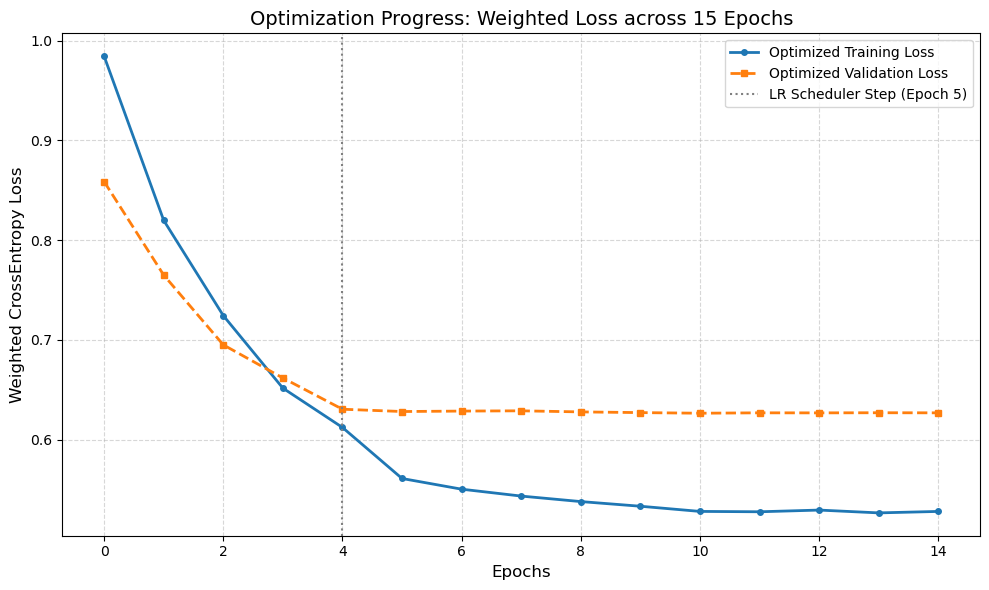 Optimization Progress: Weighted Loss across 15 Epochs
Optimized Training Loss
Optimized Validation Loss
LR Scheduler Step (Epoch 5)
Weighted CrossEntropy Loss
1.0
0.9
0.8
0.7
0.6
0 2 4 6 8 10 12 14
Epochs